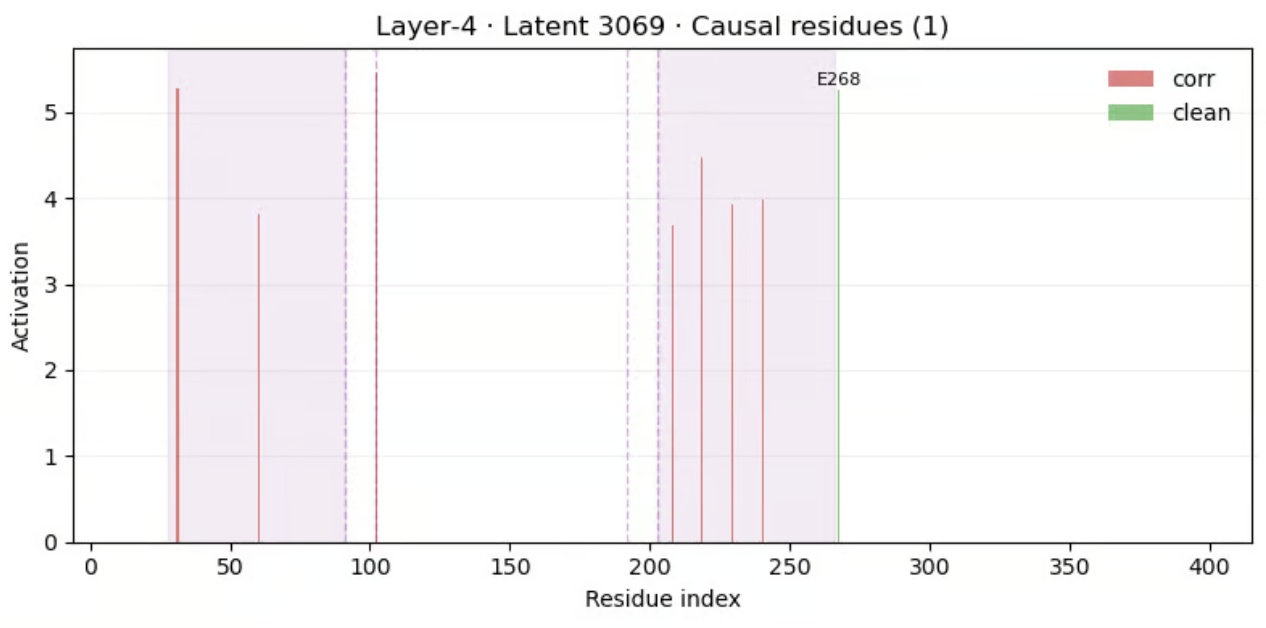 Layer-4 · Latent 3069 · Causal residues (1)
E268
corr
clean
5
4
3
2
1
0
Activation
0 50 100 150 200 250 300 350 400
Residue index